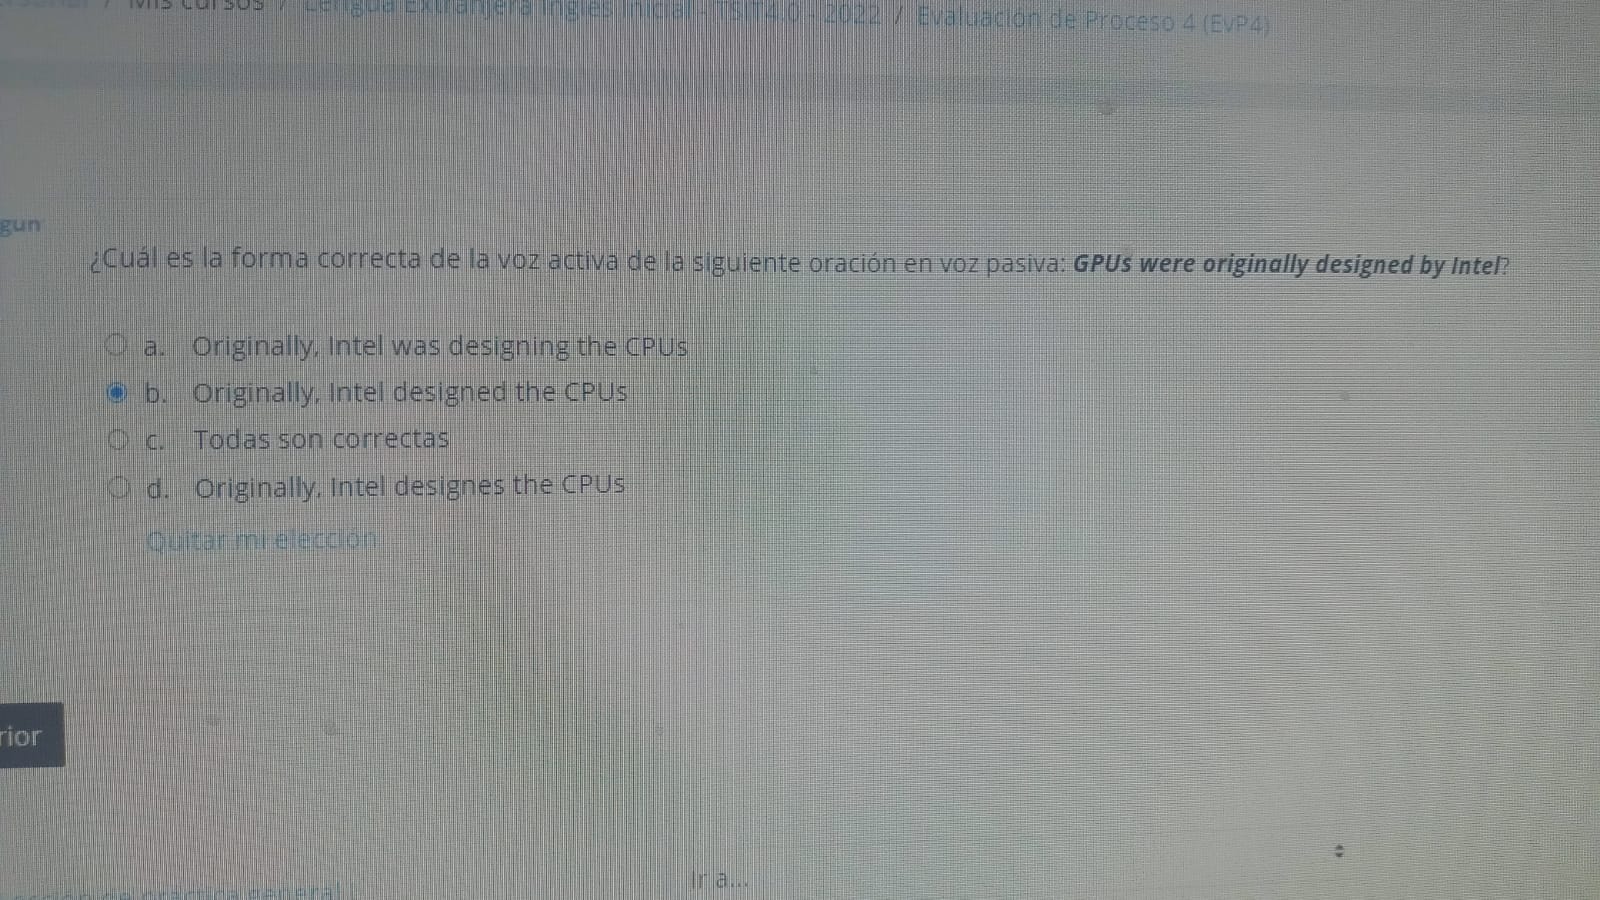 / Mis cursos / Lengua Extranjera Inglés Inicial - TSIT4.0 - 2022 / Evaluación de Proceso 4 (EvP4)
gun
¿Cuál es la forma correcta de la voz activa de la siguiente oración en voz pasiva: GPUs were originally designed by Intel?
a. Originally, Intel was designing the CPUs
b. Originally, Intel designed the CPUs
c. Todas son correctas
d. Originally, Intel designes the CPUs
Quitar mi elección
rior
Ir a...
práctica general